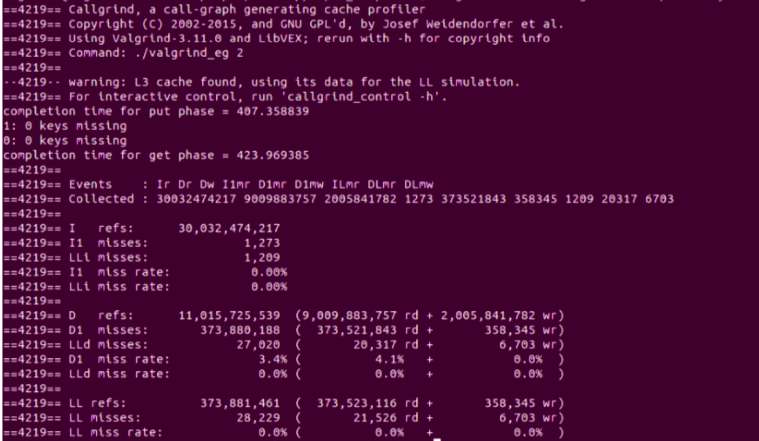 ==4219== Callgrind, a call-graph generating cache profiler
==4219== Copyright (C) 2002-2015, and GNU GPL'd, by Josef Weidendorfer et al.
==4219== Using Valgrind-3.11.0 and LibVEX; rerun with -h for copyright info
==4219== Command: ./valgrind_eg 2
==4219==
--4219-- warning: L3 cache found, using its data for the LL simulation.
==4219== For interactive control, run 'callgrind_control -h'.
completion time for put phase = 407.358839
1: 0 keys missing
0: 0 keys missing
completion time for get phase = 423.969385
==4219==
==4219== Events    : Ir Dr Dw I1mr D1mr D1mw ILmr DLmr DLmw
==4219== Collected : 30032474217 9009883757 2005841782 1273 373521843 358345 1209 20317 6703
==4219==
==4219== I   refs:      30,032,474,217
==4219== I1  misses:             1,273
==4219== LLi misses:             1,209
==4219== I1  miss rate:           0.00%
==4219== LLi miss rate:           0.00%
==4219==
==4219== D   refs:      11,015,725,539  (9,009,883,757 rd + 2,005,841,782 wr)
==4219== D1  misses:       373,880,188  (  373,521,843 rd +       358,345 wr)
==4219== LLd misses:            27,020  (       20,317 rd +         6,703 wr)
==4219== D1  miss rate:            3.4% (          4.1%   +           0.0%  )
==4219== LLd miss rate:            0.0% (          0.0%   +           0.0%  )
==4219==
==4219== LL refs:          373,881,461  (  373,523,116 rd +       358,345 wr)
==4219== LL misses:             28,229  (       21,526 rd +         6,703 wr)
==4219== LL miss rate:             0.0% (          0.0%   +           0.0%  )